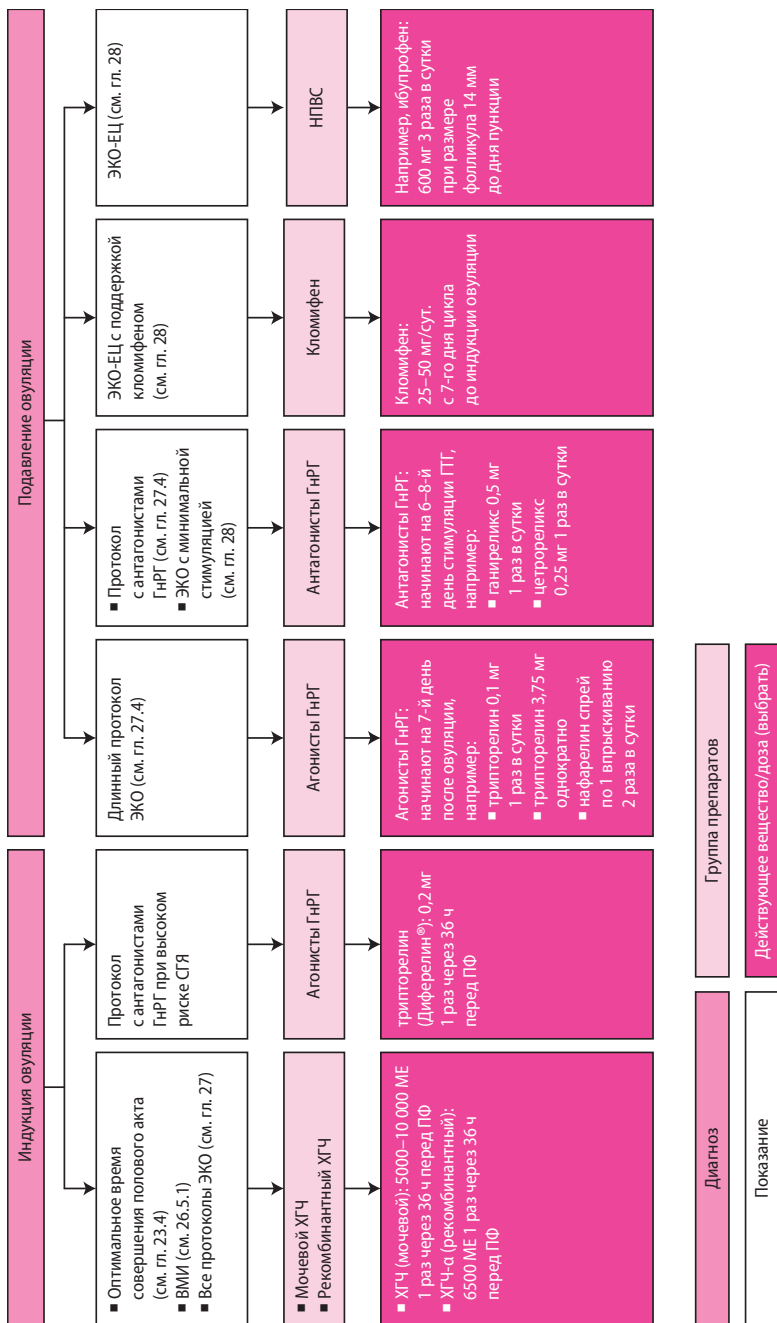 Индукция овуляции
Подавление овуляции
■ Оптимальное время
совершения полового акта
(см. гл. 23.4)
■ ВМИ (см. 26.5.1)
■ Все протоколы ЭКО (см. гл. 27)
Протокол
с антагонистами
ГнРГ при высоком
риске СГЯ
Длинный протокол
ЭКО (см. гл. 27.4)
■ Протокол
с антагонистами
ГнРГ (см. гл. 27.4)
■ ЭКО с минимальной
стимуляцией
(см. гл. 28)
ЭКО-ЕЦ с поддержкой
кломифеном
(см. гл. 28)
ЭКО-ЕЦ (см. гл. 28)
■ Мочевой ХГЧ
■ Рекомбинантный ХГЧ
Агонисты ГнРГ
Агонисты ГнРГ
Антагонисты ГнРГ
Кломифен
НПВС
■ ХГЧ (мочевой): 5000–10 000 МЕ
1 раз через 36 ч перед ПФ
■ ХГЧ-α (рекомбинантный):
6500 МЕ 1 раз через 36 ч
перед ПФ
трипторелин
(Диферелин®): 0,2 мг
1 раз через 36 ч
перед ПФ
Агонисты ГнРГ:
начинают на 7-й день
после овуляции,
например:
■ трипторелин 0,1 мг
1 раз в сутки
■ трипторелин 3,75 мг
однократно
■ нафарелин спрей
по 1 впрыскиванию
2 раза в сутки
Антагонисты ГнРГ:
начинают на 6–8-й
день стимуляции ГТГ,
например:
■ ганиреликс 0,5 мг
1 раз в сутки
■ цетрореликс
0,25 мг 1 раз в сутки
Кломифен:
25–50 мг/сут.
с 7-го дня цикла
до индукции овуляции
Например, ибупрофен:
600 мг 3 раза в сутки
при размере
фолликула 14 мм
до дня пункции
Диагноз
Группа препаратов
Показание
Действующее вещество/доза (выбрать)